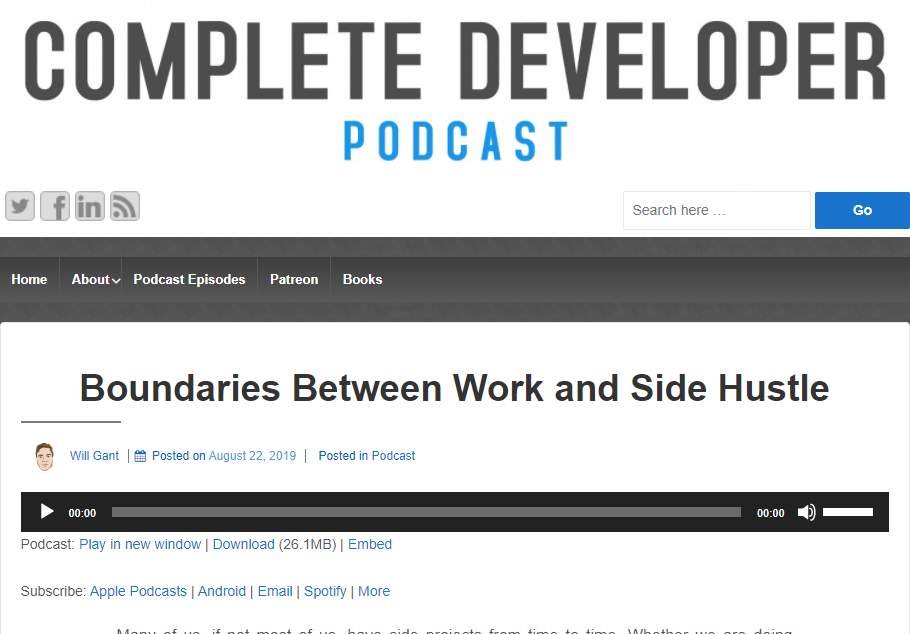 COMPLETE DEVELOPER
PODCAST
Search here ... Go
Home About Podcast Episodes Patreon Books
Boundaries Between Work and Side Hustle
Will Gant | Posted on August 22, 2019 | Posted in Podcast
00:00 00:00
Podcast: Play in new window | Download (26.1MB) | Embed
Subscribe: Apple Podcasts | Android | Email | Spotify | More
Many of us, if not most of us, have side projects from time to time. Whether we are doing